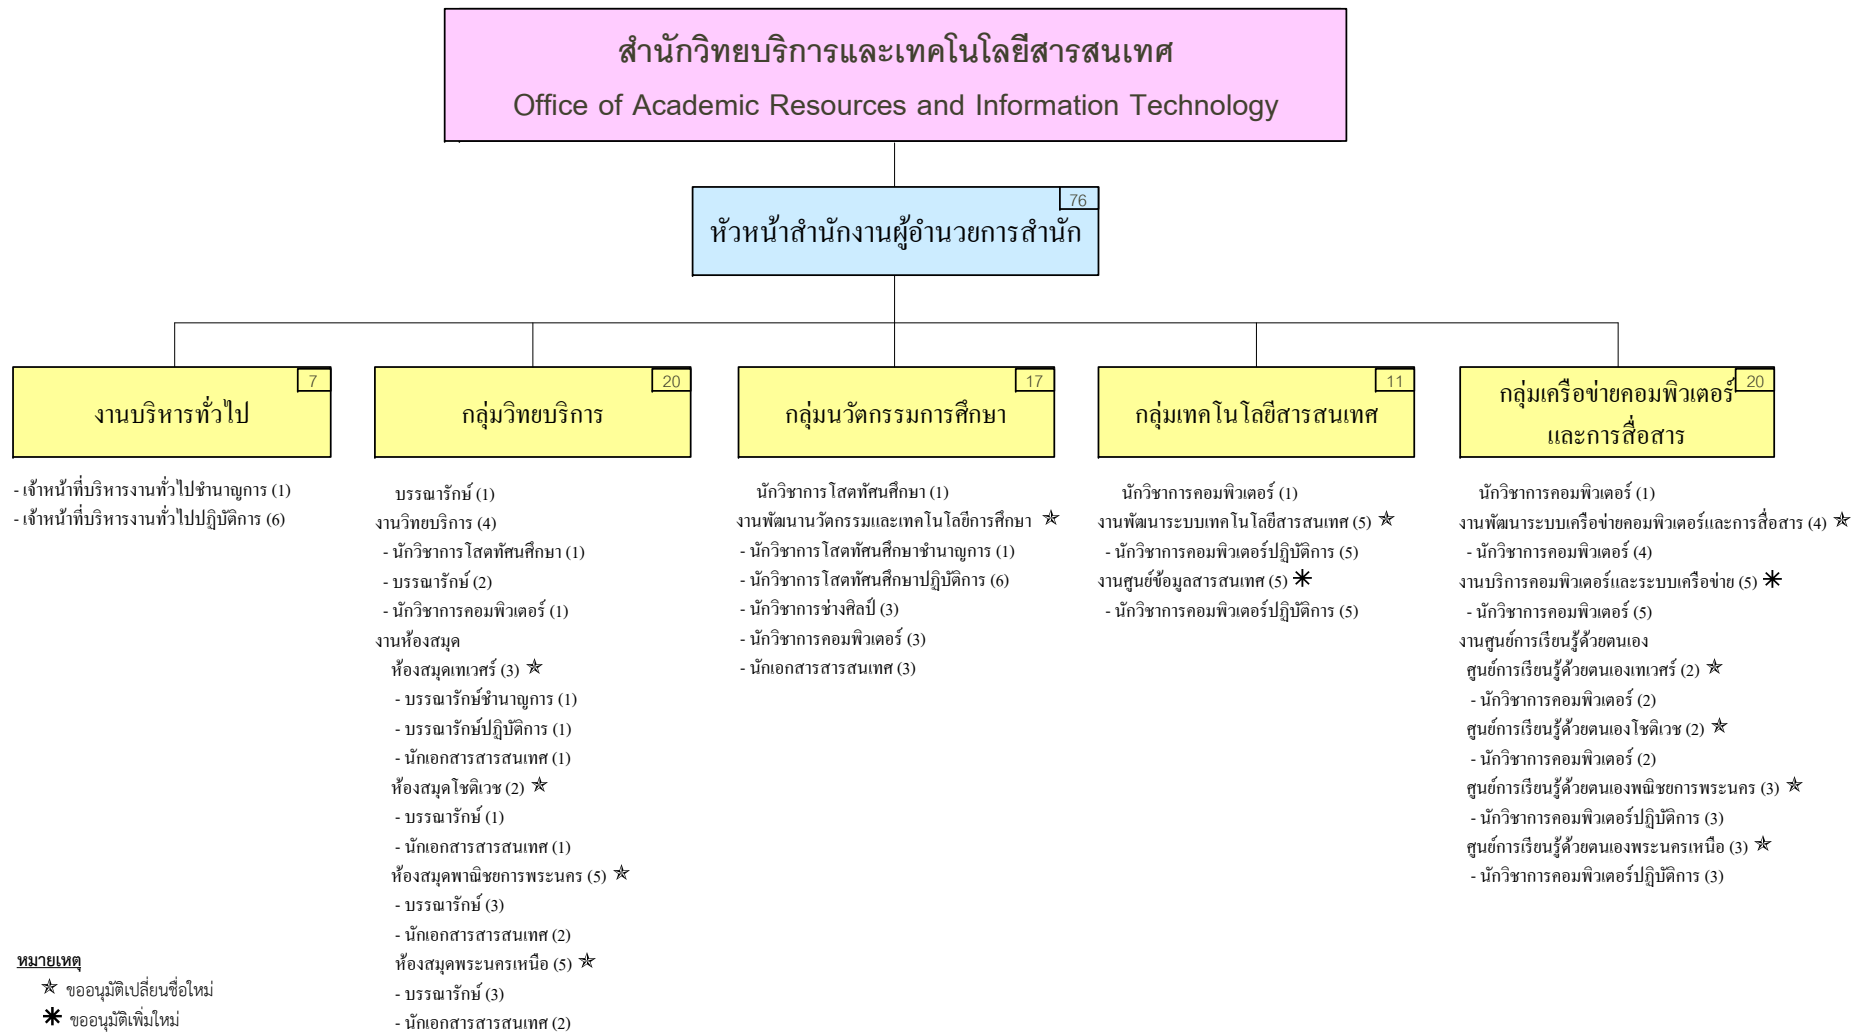 สำนักวิทยบริการและเทคโนโลยีสารสนเทศ
Office of Academic Resources and Information Technology
76
หัวหน้าสำนักงานผู้อำนวยการสำนัก
7
งานบริหารทั่วไป
- เจ้าหน้าที่บริหารงานทั่วไปชำนาญการ (1)
- เจ้าหน้าที่บริหารงานทั่วไปปฏิบัติการ (6)
20
กลุ่มวิทยบริการ
บรรณารักษ์ (1)
งานวิทยบริการ (4)
- นักวิชาการโสตทัศนศึกษา (1)
- บรรณารักษ์ (2)
- นักวิชาการคอมพิวเตอร์ (1)
งานห้องสมุด
ห้องสมุดเทเวศร์ (3) ✯
- บรรณารักษ์ชำนาญการ (1)
- บรรณารักษ์ปฏิบัติการ (1)
- นักเอกสารสารสนเทศ (1)
ห้องสมุดโชติเวช (2) ✯
- บรรณารักษ์ (1)
- นักเอกสารสารสนเทศ (1)
ห้องสมุดพาณิชยการพระนคร (5) ✯
- บรรณารักษ์ (3)
- นักเอกสารสารสนเทศ (2)
ห้องสมุดพระนครเหนือ (5) ✯
- บรรณารักษ์ (3)
- นักเอกสารสารสนเทศ (2)
17
กลุ่มนวัตกรรมการศึกษา
นักวิชาการโสตทัศนศึกษา (1)
งานพัฒนานวัตกรรมและเทคโนโลยีการศึกษา ✯
- นักวิชาการโสตทัศนศึกษาชำนาญการ (1)
- นักวิชาการโสตทัศนศึกษาปฏิบัติการ (6)
- นักวิชาการช่างศิลป์ (3)
- นักวิชาการคอมพิวเตอร์ (3)
- นักเอกสารสารสนเทศ (3)
11
กลุ่มเทคโนโลยีสารสนเทศ
นักวิชาการคอมพิวเตอร์ (1)
งานพัฒนาระบบเทคโนโลยีสารสนเทศ (5) ✯
- นักวิชาการคอมพิวเตอร์ปฏิบัติการ (5)
งานศูนย์ข้อมูลสารสนเทศ (5) ✳
- นักวิชาการคอมพิวเตอร์ปฏิบัติการ (5)
20
กลุ่มเครือข่ายคอมพิวเตอร์
และการสื่อสาร
นักวิชาการคอมพิวเตอร์ (1)
งานพัฒนาระบบเครือข่ายคอมพิวเตอร์และการสื่อสาร (4) ✯
- นักวิชาการคอมพิวเตอร์ (4)
งานบริการคอมพิวเตอร์และระบบเครือข่าย (5) ✳
- นักวิชาการคอมพิวเตอร์ (5)
งานศูนย์การเรียนรู้ด้วยตนเอง
ศูนย์การเรียนรู้ด้วยตนเองเทเวศร์ (2) ✯
- นักวิชาการคอมพิวเตอร์ (2)
ศูนย์การเรียนรู้ด้วยตนเองโชติเวช (2) ✯
- นักวิชาการคอมพิวเตอร์ (2)
ศูนย์การเรียนรู้ด้วยตนเองพณิชยการพระนคร (3) ✯
- นักวิชาการคอมพิวเตอร์ปฏิบัติการ (3)
ศูนย์การเรียนรู้ด้วยตนเองพระนครเหนือ (3) ✯
- นักวิชาการคอมพิวเตอร์ปฏิบัติการ (3)
หมายเหตุ
✯ ขออนุมัติเปลี่ยนชื่อใหม่
✳ ขออนุมัติเพิ่มใหม่